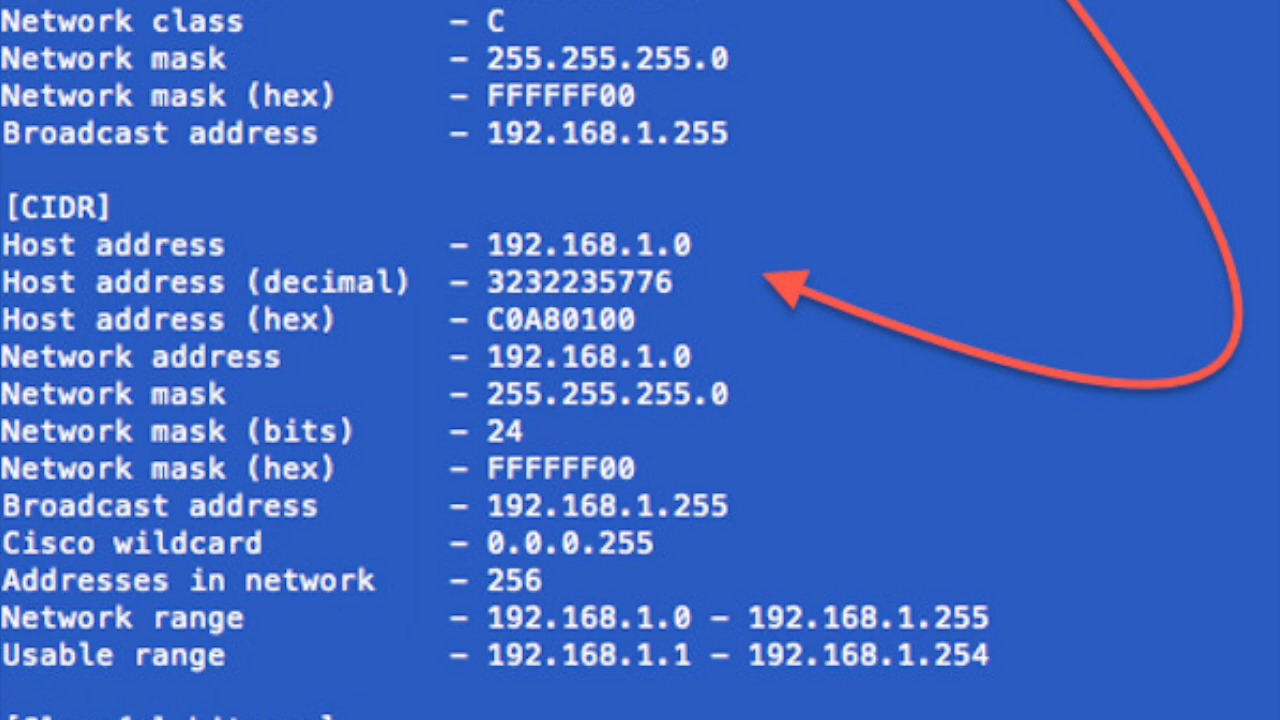 Network class - C
Network mask - 255.255.255.0
Network mask (hex) - FFFFFF00
Broadcast address - 192.168.1.255
[CIDR]
Host address - 192.168.1.0
Host address (decimal) - 3232235776
Host address (hex) - C0A80100
Network address - 192.168.1.0
Network mask - 255.255.255.0
Network mask (bits) - 24
Network mask (hex) - FFFFFF00
Broadcast address - 192.168.1.255
Cisco wildcard - 0.0.0.255
Addresses in network - 256
Network range - 192.168.1.0 - 192.168.1.255
Usable range - 192.168.1.1 - 192.168.1.254